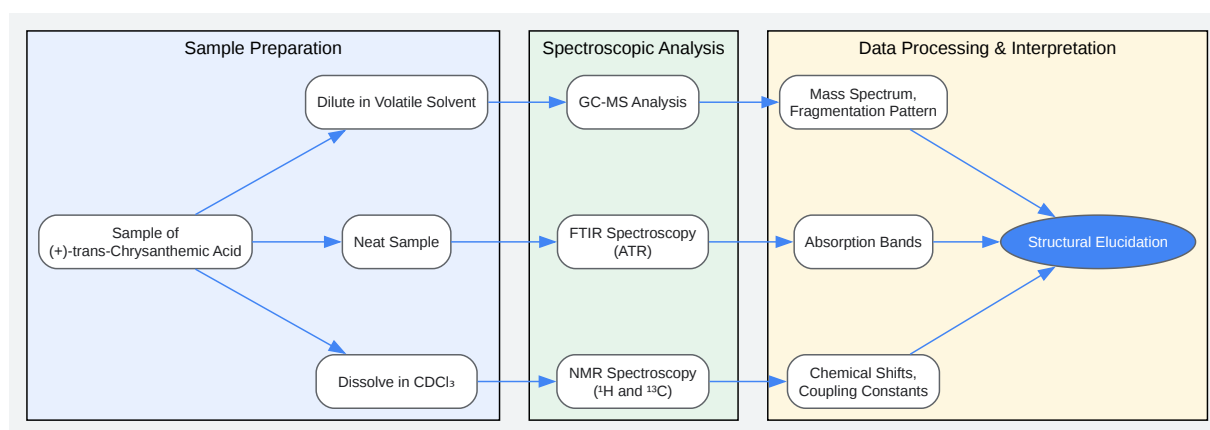 Sample Preparation
Spectroscopic Analysis
Data Processing & Interpretation
Dilute in Volatile Solvent
GC-MS Analysis
Mass Spectrum,
Fragmentation Pattern
Sample of
(+)-trans-Chrysanthemic Acid
Neat Sample
FTIR Spectroscopy
(ATR)
Absorption Bands
Structural Elucidation
Dissolve in CDCl₃
NMR Spectroscopy
(¹H and ¹³C)
Chemical Shifts,
Coupling Constants